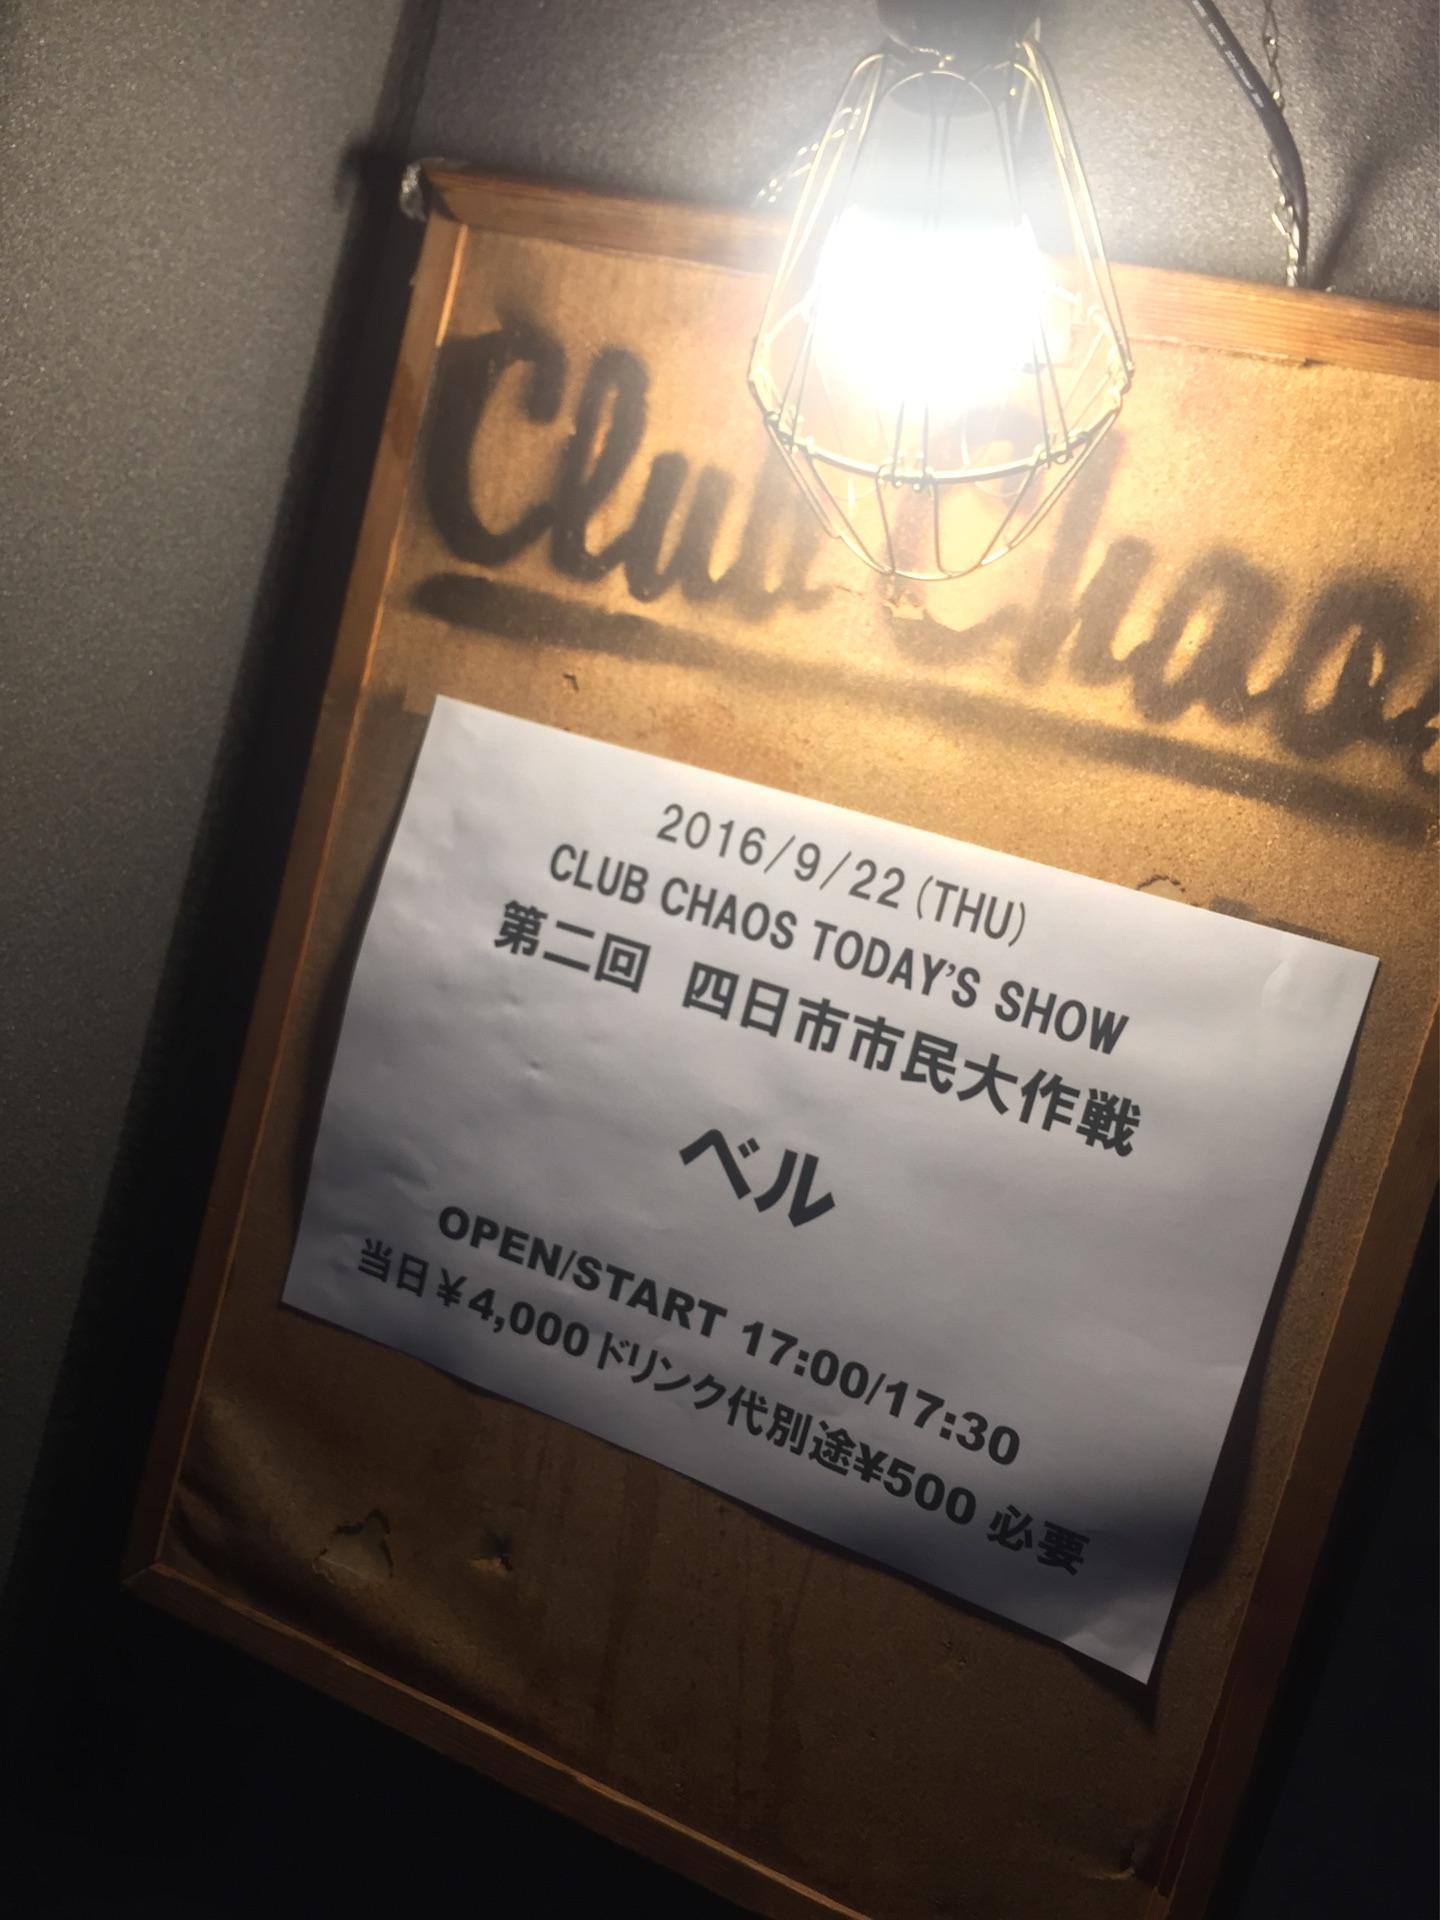 Club Chaos
2016/9/22(THU)
CLUB CHAOS TODAY'S SHOW
第二回 四日市市民大作戦
ベル
OPEN/START 17:00/17:30
当日¥4,000ドリンク代別途¥500 必要